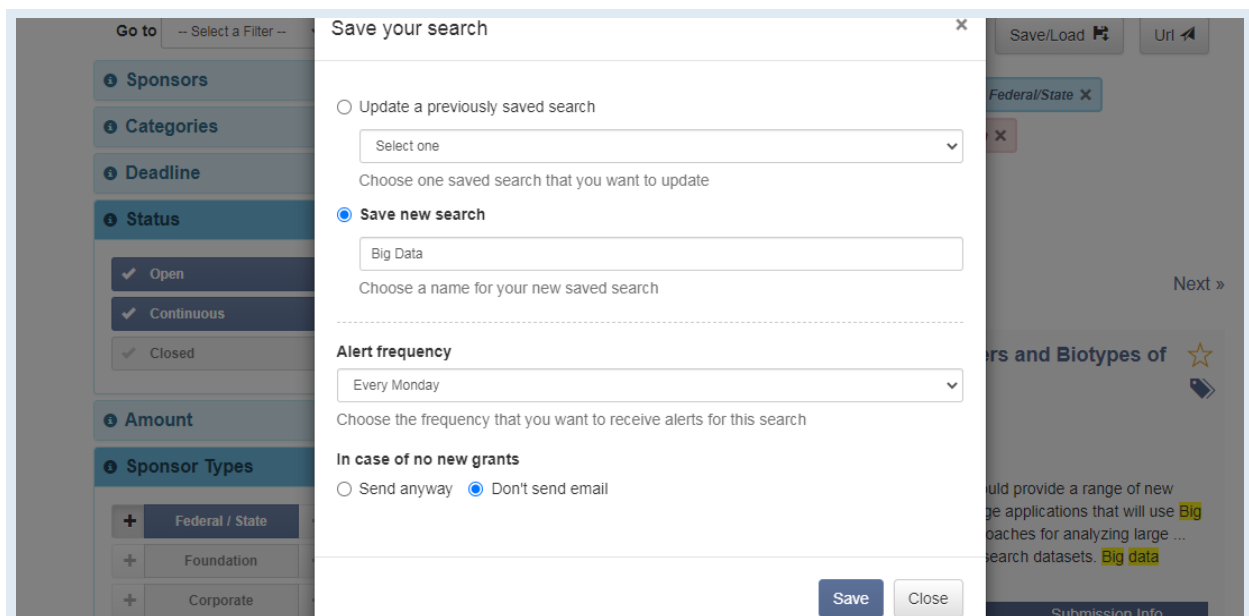 Go to
-- Select a Filter --
Sponsors
Categories
Deadline
Status
Open
Continuous
Closed
Amount
Sponsor Types
Federal / State
Foundation
Corporate
Save your search
×
Update a previously saved search
Select one
Choose one saved search that you want to update
Save new search
Big Data
Choose a name for your new saved search
Alert frequency
Every Monday
Choose the frequency that you want to receive alerts for this search
In case of no new grants
Send anyway Don't send email
Save Close
Save/Load Url
Federal/State
Next »
and Biotypes of
provide a range of new
applications that will use Big
for analyzing large ...
datasets. Big data
Submission Info